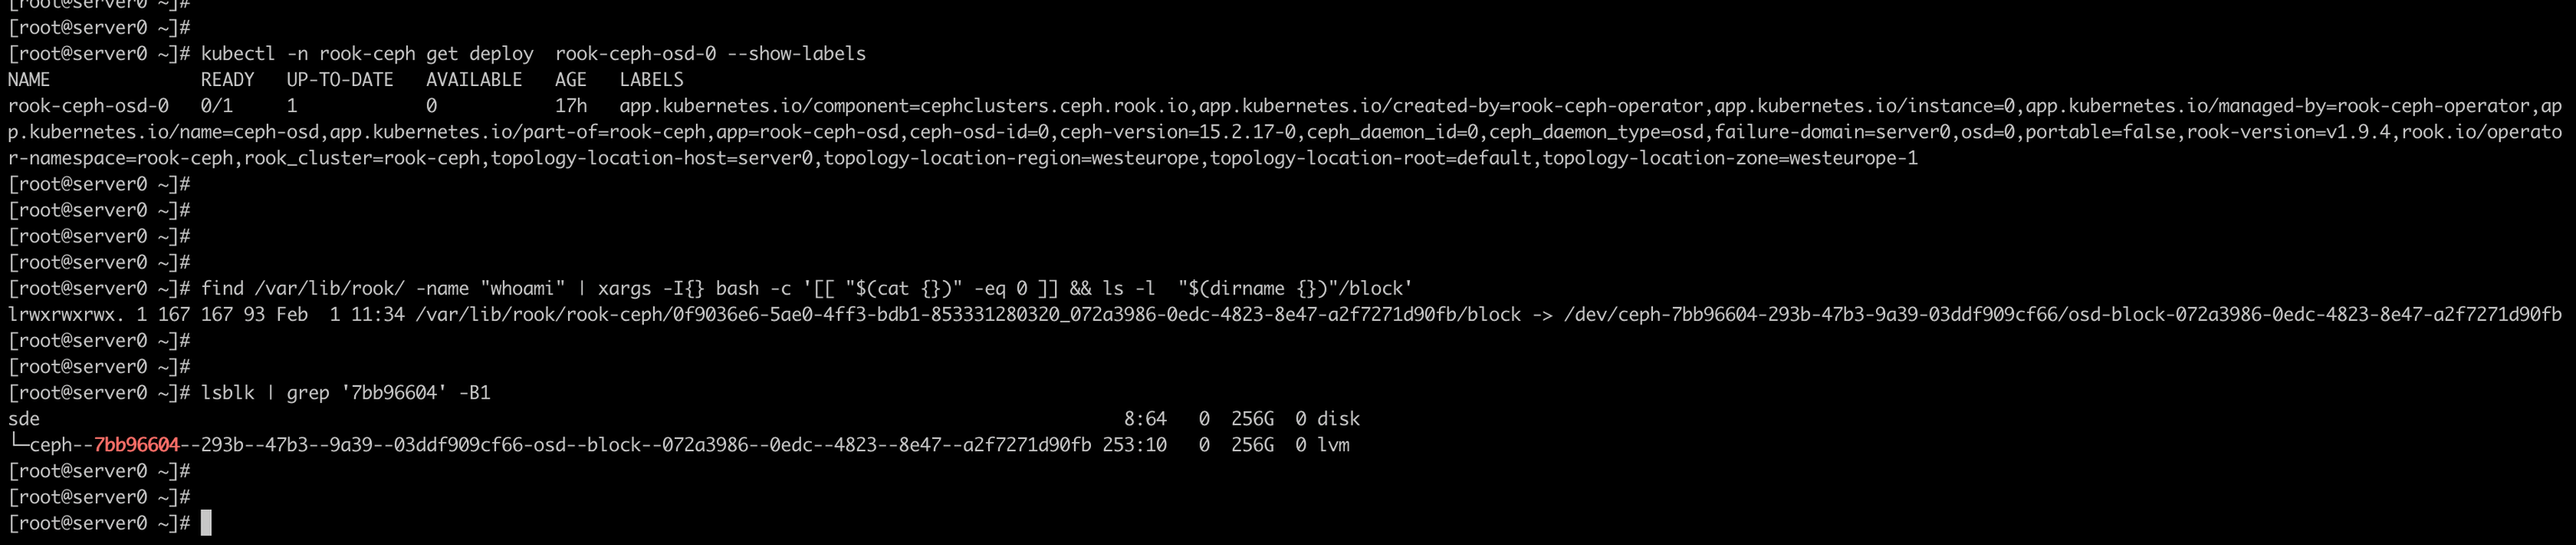 [root@server0 ~]#
[root@server0 ~]#
[root@server0 ~]# kubectl -n rook-ceph get deploy  rook-ceph-osd-0 --show-labels
NAME              READY   UP-TO-DATE   AVAILABLE   AGE   LABELS
rook-ceph-osd-0   0/1     1            0           17h   app.kubernetes.io/component=cephclusters.ceph.rook.io,app.kubernetes.io/created-by=rook-ceph-operator,app.kubernetes.io/instance=0,app.kubernetes.io/managed-by=rook-ceph-operator,ap
p.kubernetes.io/name=ceph-osd,app.kubernetes.io/part-of=rook-ceph,app=rook-ceph-osd,ceph-osd-id=0,ceph-version=15.2.17-0,ceph_daemon_id=0,ceph_daemon_type=osd,failure-domain=server0,osd=0,portable=false,rook-version=v1.9.4,rook.io/operato
r-namespace=rook-ceph,rook_cluster=rook-ceph,topology-location-host=server0,topology-location-region=westeurope,topology-location-root=default,topology-location-zone=westeurope-1
[root@server0 ~]#
[root@server0 ~]#
[root@server0 ~]#
[root@server0 ~]#
[root@server0 ~]# find /var/lib/rook/ -name "whoami" | xargs -I{} bash -c '[[ "$(cat {})" -eq 0 ]] && ls -l  "$(dirname {})"/block'
lrwxrwxrwx. 1 167 167 93 Feb  1 11:34 /var/lib/rook/rook-ceph/0f9036e6-5ae0-4ff3-bdb1-853331280320_072a3986-0edc-4823-8e47-a2f7271d90fb/block -> /dev/ceph-7bb96604-293b-47b3-9a39-03ddf909cf66/osd-block-072a3986-0edc-4823-8e47-a2f7271d90fb
[root@server0 ~]#
[root@server0 ~]#
[root@server0 ~]# lsblk | grep '7bb96604' -B1
sde                                                                                                   8:64   0  256G  0 disk
└─ceph--7bb96604--293b--47b3--9a39--03ddf909cf66-osd--block--072a3986--0edc--4823--8e47--a2f7271d90fb 253:10   0  256G  0 lvm
[root@server0 ~]#
[root@server0 ~]#
[root@server0 ~]#